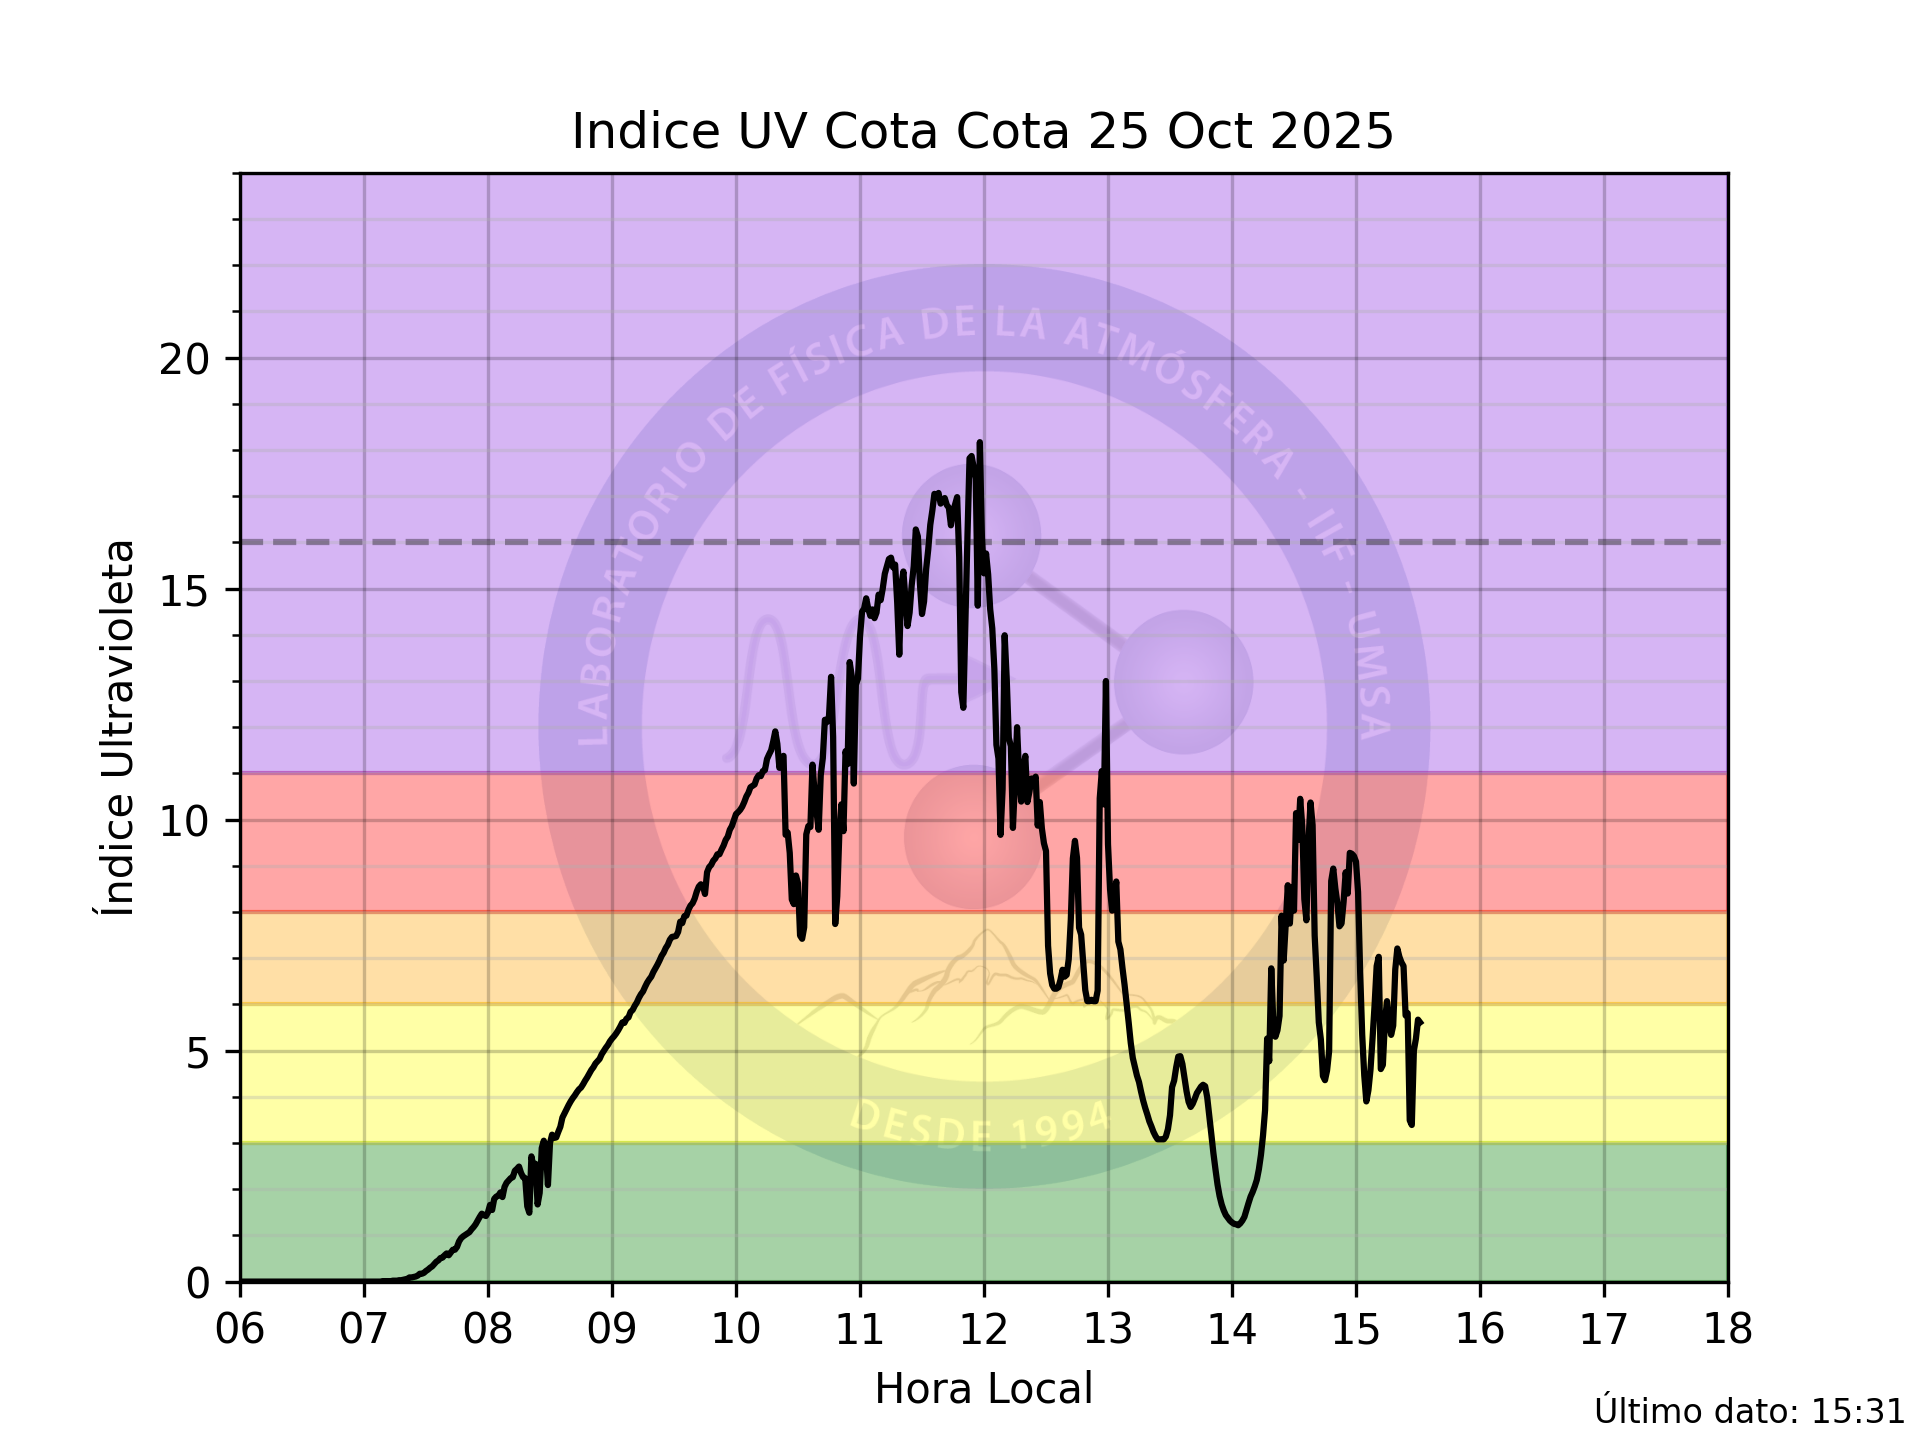 Indice UV Cota Cota 25 Oct 2025
LABORATORIO DE FÍSICA DE LA ATMÓSFERA - IIF - UMSA
DESDE 1994
Índice Ultravioleta
20
15
10
5
0
06 07 08 09 10 11 12 13 14 15 16 17 18
Hora Local
Último dato: 15:31